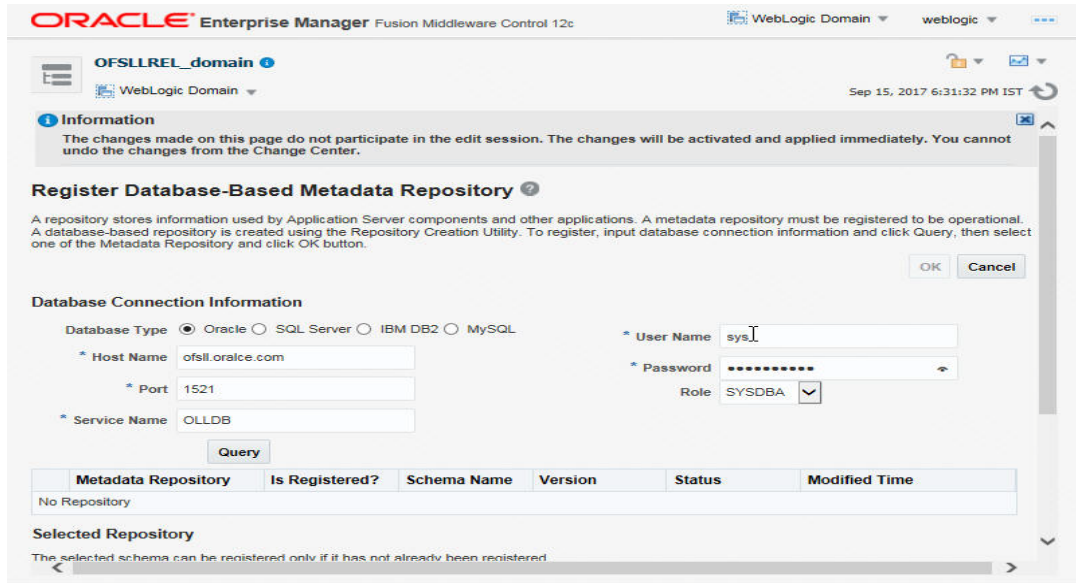 ORACLE Enterprise Manager Fusion Middleware Control 12c
WebLogic Domain
weblogic
OFSLLREL_domain
WebLogic Domain
Sep 15, 2017 6:31:32 PM IST
Information
The changes made on this page do not participate in the edit session. The changes will be activated and applied immediately. You cannot
undo the changes from the Change Center.
Register Database-Based Metadata Repository
A repository stores information used by Application Server components and other applications. A metadata repository must be registered to be operational.
A database-based repository is created using the Repository Creation Utility. To register, input database connection information and click Query, then select
one of the Metadata Repository and click OK button.
OK Cancel
Database Connection Information
Database Type Oracle SQL Server IBM DB2 MySQL
* Host Name ofsll.oralce.com
* Port 1521
* Service Name OLLDB
* User Name sys
* Password ••••••••••
Role SYSDBA
Query
Metadata Repository Is Registered? Schema Name Version Status Modified Time
No Repository
Selected Repository
The selected schema can be registered only if it has not already been registered